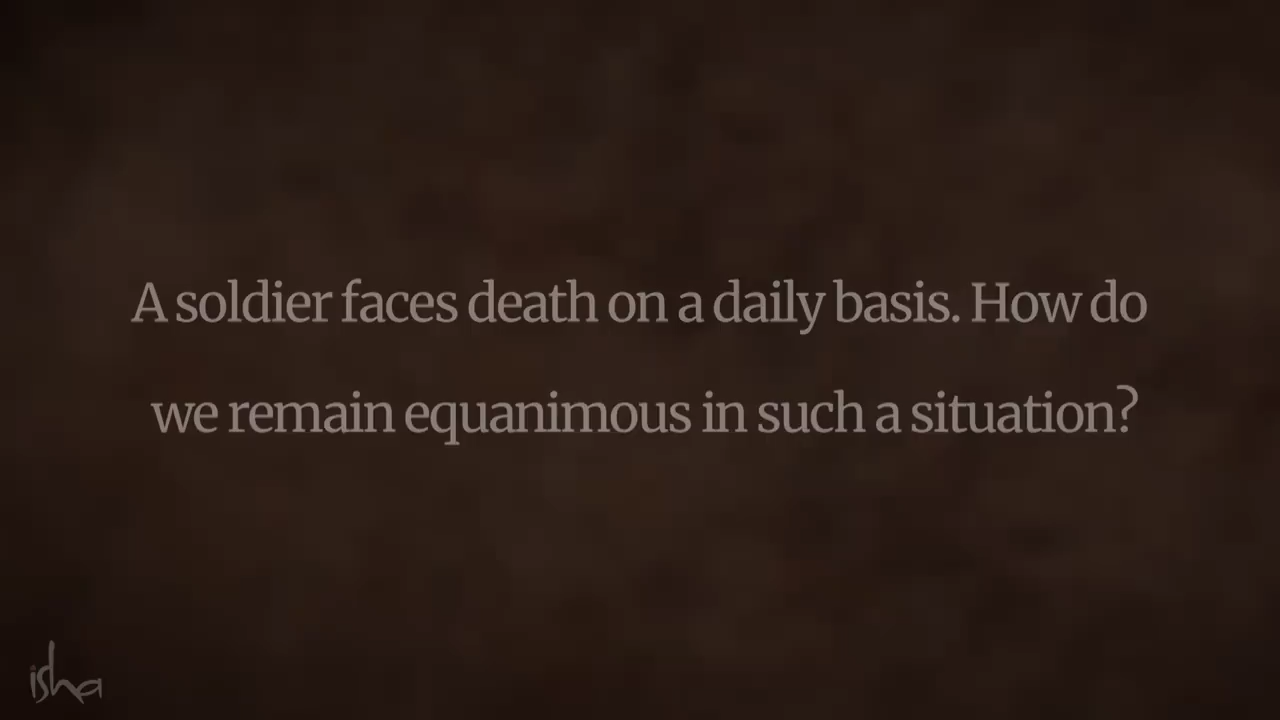 A soldier faces death on a daily basis. How do
we remain equanimous in such a situation?
isha